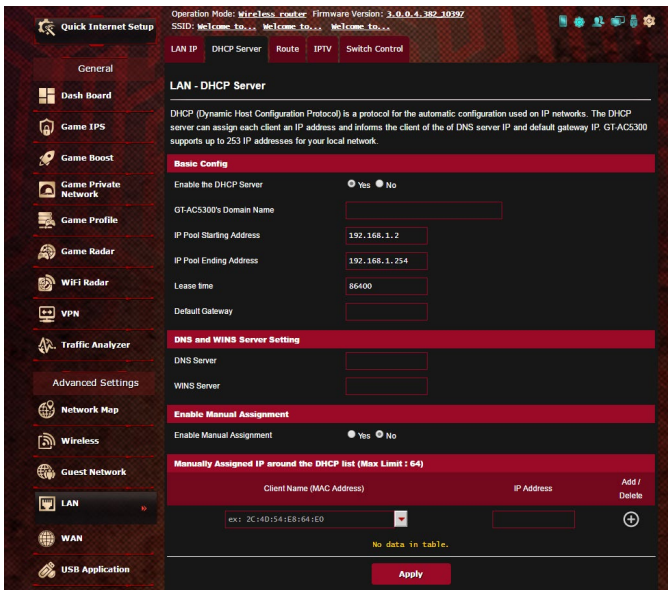 Quick Internet Setup
General
Dash Board
Game IPS
Game Boost
Game Private
Network
Game Profile
Game Radar
WiFi Radar
VPN
Traffic Analyzer
Advanced Settings
Network Map
Wireless
Guest Network
LAN
WAN
USB Application
Operation Mode: Wireless router Firmware Version: 3.0.0.4.382_10397
SSID: Welcome to... Welcome to... Welcome to...
LAN IP DHCP Server Route IPTV Switch Control
LAN - DHCP Server
DHCP (Dynamic Host Configuration Protocol) is a protocol for the automatic configuration used on IP networks. The DHCP
server can assign each client an IP address and informs the client of the of DNS server IP and default gateway IP. GT-AC5300
supports up to 253 IP addresses for your local network.
Basic Config
Enable the DHCP Server Yes No
GT-AC5300's Domain Name
IP Pool Starting Address 192.168.1.2
IP Pool Ending Address 192.168.1.254
Lease time 86400
Default Gateway
DNS and WINS Server Setting
DNS Server
WINS Server
Enable Manual Assignment
Enable Manual Assignment Yes No
Manually Assigned IP around the DHCP list (Max Limit : 64)
Client Name (MAC Address) IP Address Add /
Delete
ex: 2C:4D:54:E8:64:E0
No data in table.
Apply